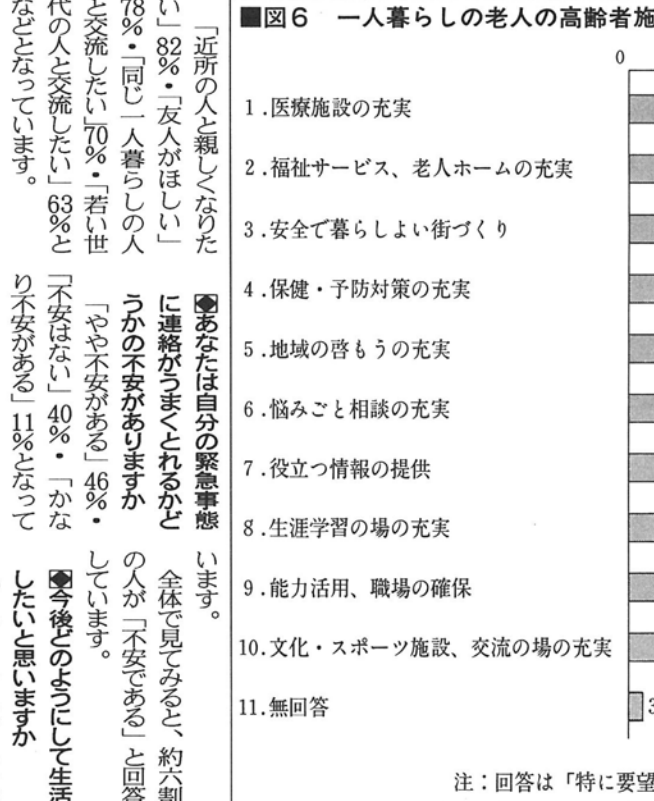 「近所の人と親しくなりた
い」82％・「友人がほしい」
78％・「同じ一人暮らしの人
と交流したい」70％・「若い世
代の人と交流したい」63％と
などとなっています。
◆あなたは自分の緊急事態
に連絡がうまくとれるかど
うかの不安がありますか
「やや不安がある」46％・
「不安はない」40％・「かな
り不安がある」11％となって
います。
全体で見てみると、約六割
の人が「不安である」と回答
しています。
◆今後どのようにして生活
したいと思いますか
■図6 一人暮らしの老人の高齢者施
0
1.医療施設の充実
2.福祉サービス、老人ホームの充実
3.安全で暮らしよい街づくり
4.保健・予防対策の充実
5.地域の啓もうの充実
6.悩みごと相談の充実
7.役立つ情報の提供
8.生涯学習の場の充実
9.能力活用、職場の確保
10.文化・スポーツ施設、交流の場の充実
11.無回答
3
注：回答は「特に要望